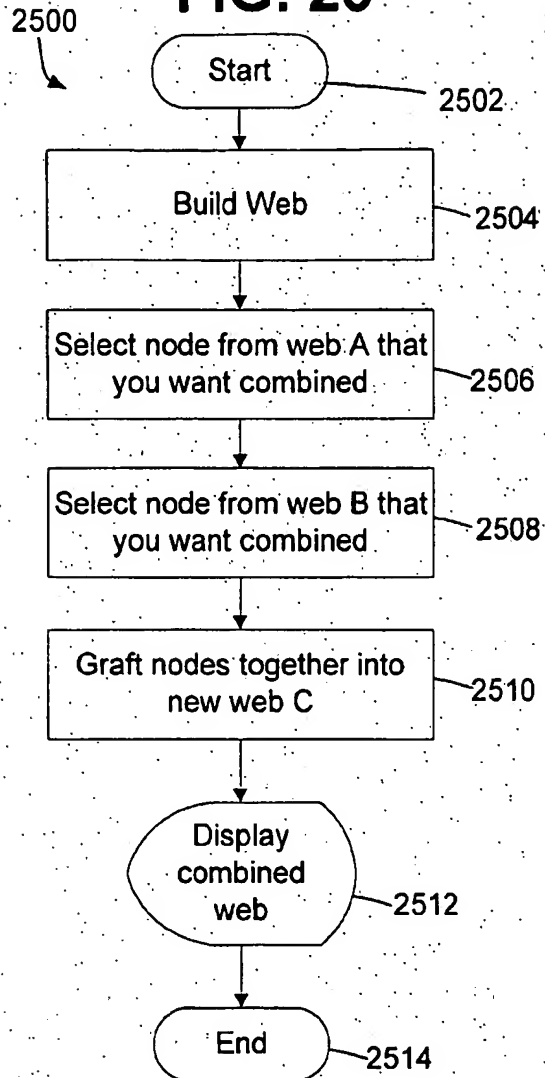 2500
Start
2502
Build Web
2504
Select node from web A that
you want combined
2506
Select node from web B that
you want combined
2508
Graft nodes together into
new web C
2510
Display
combined
web
2512
End
2514